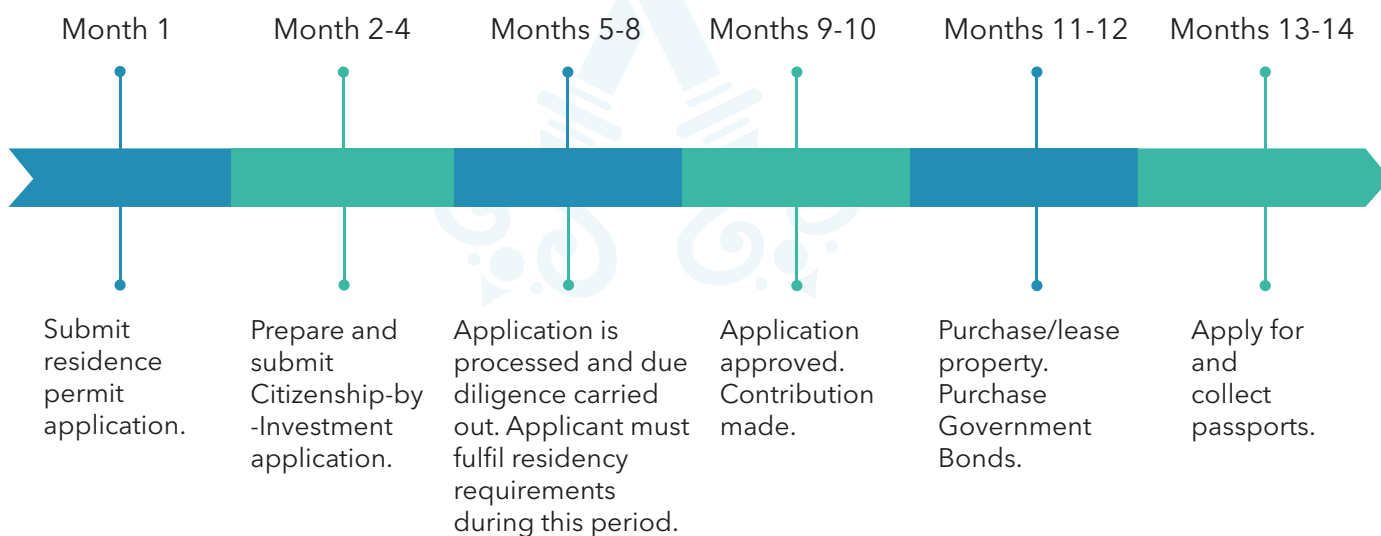 Month 1
Month 2-4
Months 5-8
Months 9-10
Months 11-12
Months 13-14
Submit
residence
permit
application.
Prepare and
submit
Citizenship-by
-Investment
application.
Application is
processed and due
diligence carried
out. Applicant must
fulfil residency
requirements
during this period.
Application
approved.
Contribution
made.
Purchase/lease
property.
Purchase
Government
Bonds.
Apply for
and
collect
passports.